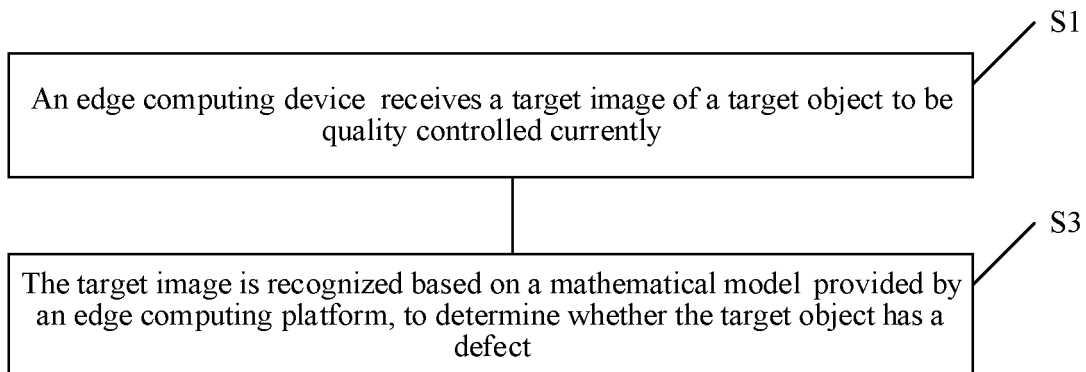 S1
An edge computing device receives a target image of a target object to be
quality controlled currently
S3
The target image is recognized based on a mathematical model provided by
an edge computing platform, to determine whether the target object has a
defect